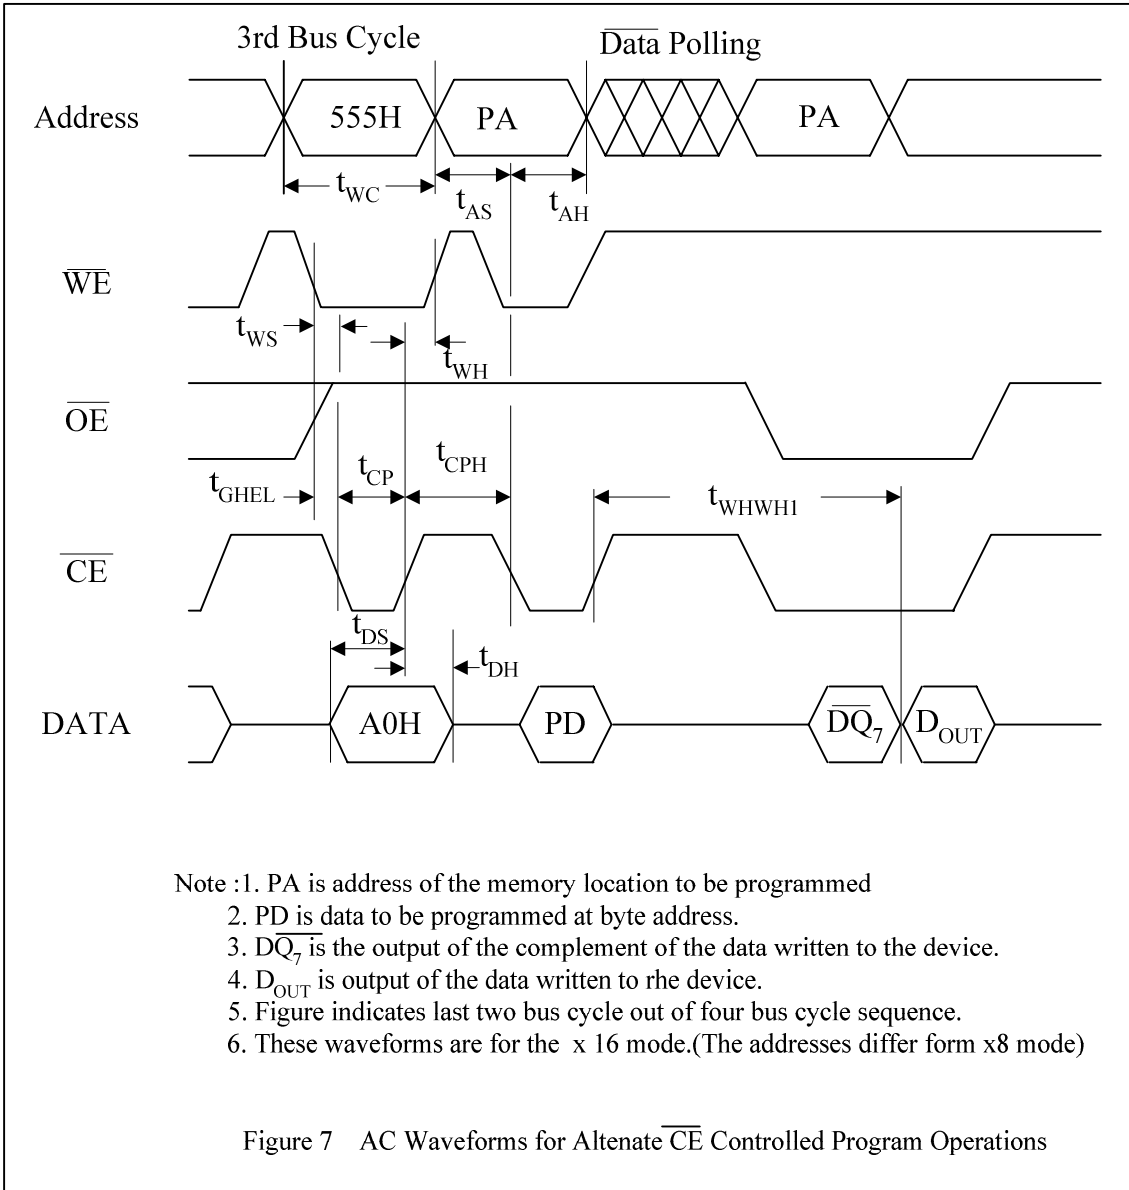 3rd Bus Cycle
Data Polling
Address
555H
PA
PA
tWC
tAS
tAH
WE
tWS
tWH
OE
tGHEL
tCP
tCPH
tWHWH1
CE
tDS
tDH
DATA
A0H
PD
DQ7
DOUT
Note :1. PA is address of the memory location to be programmed
2. PD is data to be programmed at byte address.
3. DQ7 is the output of the complement of the data written to the device.
4. DOUT is output of the data written to rhe device.
5. Figure indicates last two bus cycle out of four bus cycle sequence.
6. These waveforms are for the x 16 mode.(The addresses differ form x8 mode)
Figure 7 AC Waveforms for Altenate CE Controlled Program Operations